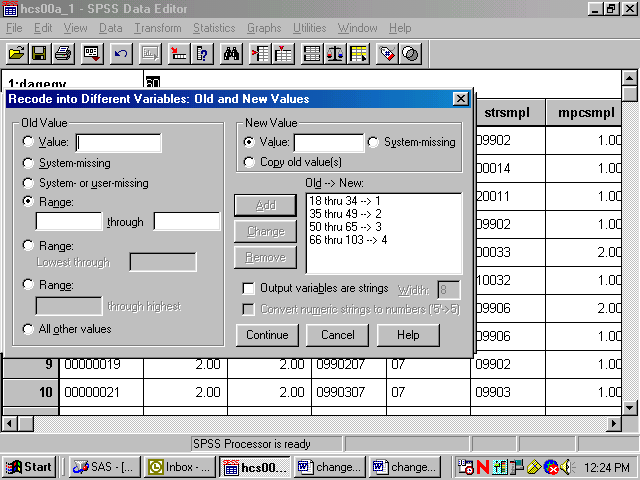 hcs00a_1 - SPSS Data Editor
File Edit View Data Transform Statistics Graphs Utilities Window Help
1:dageqy 60
Recode into Different Variables: Old and New Values
Old Value
Value:
System-missing
System- or user-missing
Range:
through
Range:
Lowest through
Range:
through highest
All other values
New Value
Value: System-missing
Copy old value(s)
Old --> New:
Add
Change
Remove
18 thru 34 --> 1
35 thru 49 --> 2
50 thru 65 --> 3
66 thru 103 --> 4
Output variables are strings Width: 8
Convert numeric strings to numbers ('5'->5)
Continue Cancel Help
strsmpl mpcsmpl
09902 1.00
00014 1.00
20011 1.00
09902 1.00
00033 2.00
10032 1.00
09906 2.00
09906 1.00
9 00000019 2.00 2.00 0990207 07 09902 1.00
10 00000021 2.00 2.00 0990307 07 09903 1.00
SPSS Processor is ready
Start SAS - [... Inbox - ... hcs00... change... change... 12:24 PM